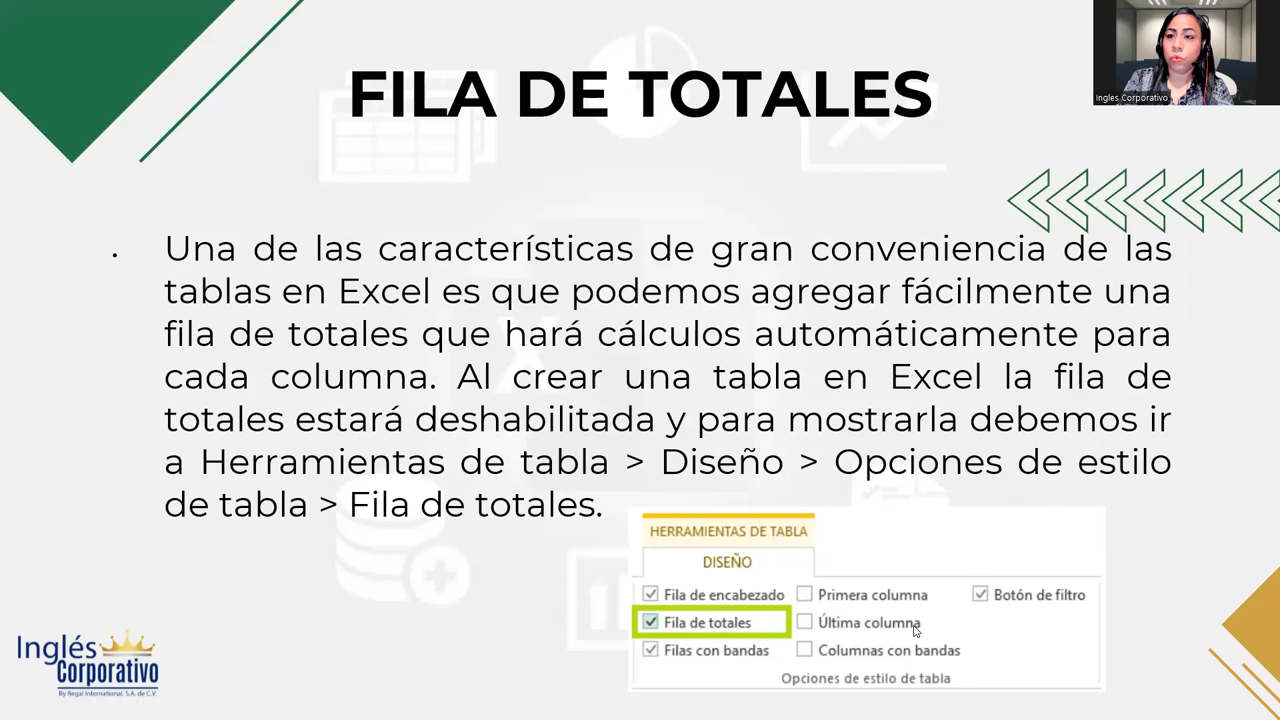 FILA DE TOTALES
Ingles Corporativo
. Una de las características de gran conveniencia de las
tablas en Excel es que podemos agregar fácilmente una
fila de totales que hará cálculos automáticamente para
cada columna. Al crear una tabla en Excel la fila de
totales estará deshabilitada y para mostrarla debemos ir
a Herramientas de tabla > Diseño > Opciones de estilo
de tabla > Fila de totales.
HERRAMIENTAS DE TABLA
DISEÑO
Fila de encabezado Primera columna Botón de filtro
Fila de totales Última columna
Filas con bandas Columnas con bandas
Opciones de estilo de tabla
Inglés
Corporativo
By Regal International, S.A. de C.V.